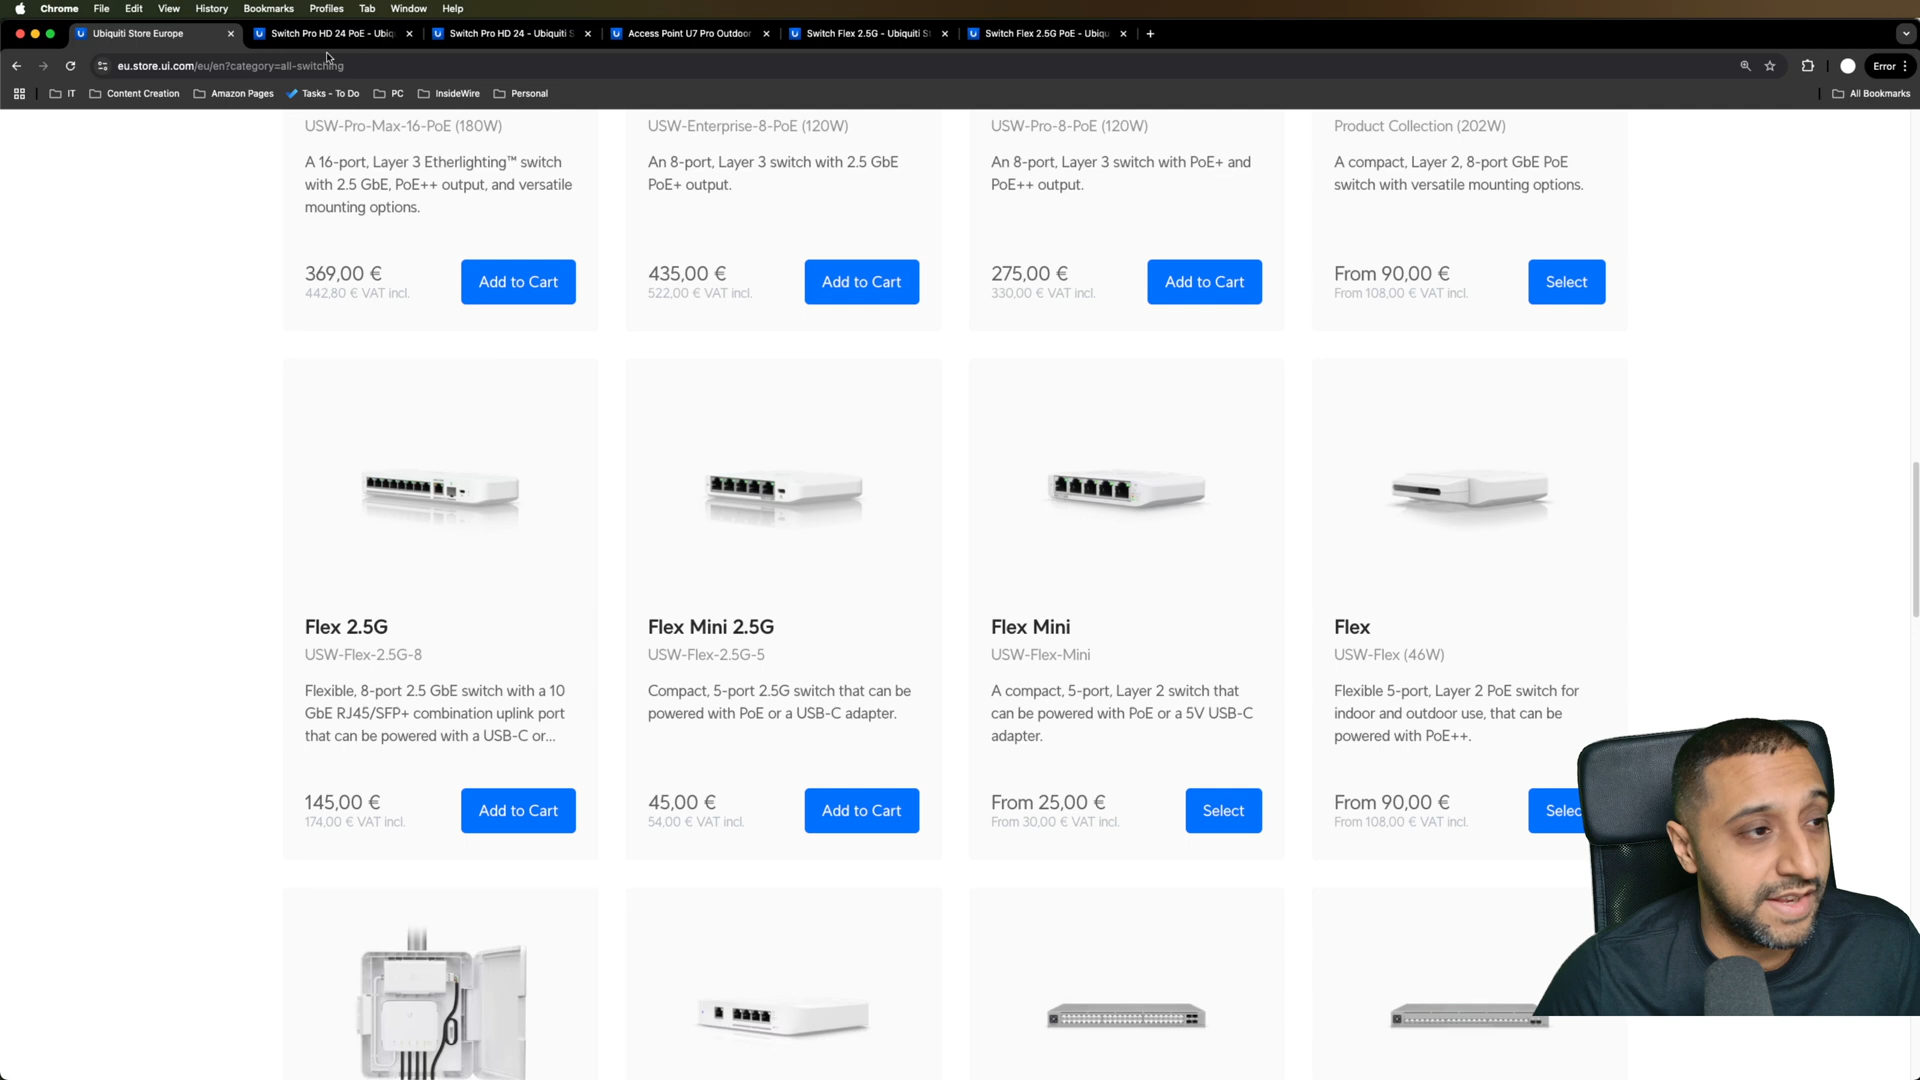 Chrome File Edit View History Bookmarks Profiles Tab Window Help
Ubiquiti Store Europe
Switch Pro HD 24 PoE - Ubiq
Switch Pro HD 24 - Ubiquiti S
Access Point U7 Pro Outdoor
Switch Flex 2.5G - Ubiquiti St
Switch Flex 2.5G PoE - Ubiqu
eu.store.ui.com/eu/en?category=all-switching
Error
IT Content Creation Amazon Pages Tasks - To Do PC InsideWire Personal All Bookmarks
USW-Pro-Max-16-PoE (180W)
A 16-port, Layer 3 Etherlighting™ switch
with 2.5 GbE, PoE++ output, and versatile
mounting options.
369,00 €
442,80 € VAT incl.
Add to Cart
USW-Enterprise-8-PoE (120W)
An 8-port, Layer 3 switch with 2.5 GbE
PoE+ output.
435,00 €
522,00 € VAT incl.
Add to Cart
USW-Pro-8-PoE (120W)
An 8-port, Layer 3 switch with PoE+ and
PoE++ output.
275,00 €
330,00 € VAT incl.
Add to Cart
Product Collection (202W)
A compact, Layer 2, 8-port GbE PoE
switch with versatile mounting options.
From 90,00 €
From 108,00 € VAT incl.
Select
Flex 2.5G
USW-Flex-2.5G-8
Flexible, 8-port 2.5 GbE switch with a 10
GbE RJ45/SFP+ combination uplink port
that can be powered with a USB-C or...
145,00 €
174,00 € VAT incl.
Add to Cart
Flex Mini 2.5G
USW-Flex-2.5G-5
Compact, 5-port 2.5G switch that can be
powered with PoE or a USB-C adapter.
45,00 €
54,00 € VAT incl.
Add to Cart
Flex Mini
USW-Flex-Mini
A compact, 5-port, Layer 2 switch that
can be powered with PoE or a 5V USB-C
adapter.
From 25,00 €
From 30,00 € VAT incl.
Select
Flex
USW-Flex (46W)
Flexible 5-port, Layer 2 PoE switch for
indoor and outdoor use, that can be
powered with PoE++.
From 90,00 €
From 108,00 € VAT incl.
Selec